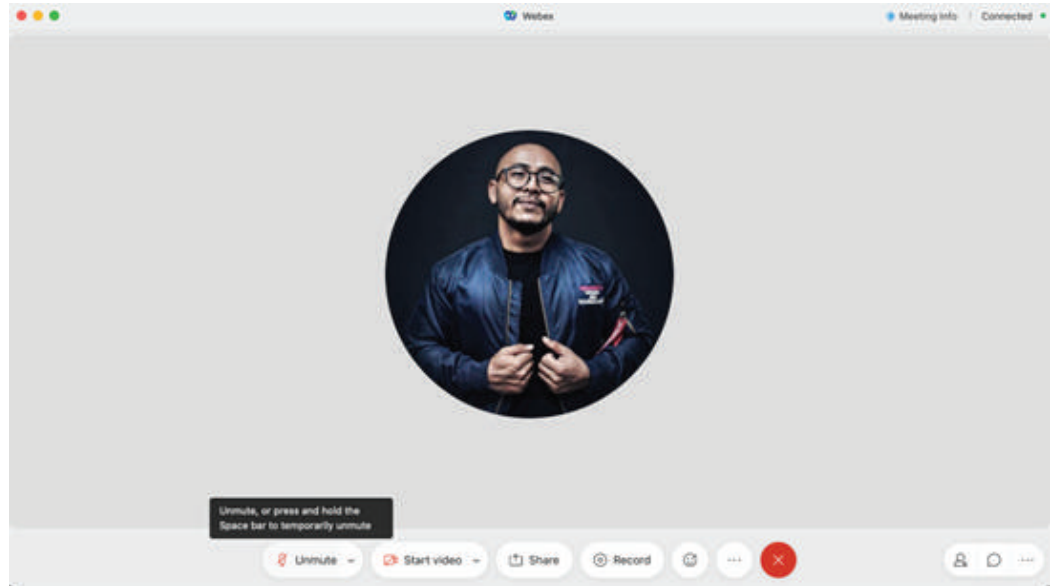 Webex
Meeting Info
Connected
Unmute, or press and hold the
Space bar to temporarily unmute
Unmute
Start video
Share
Record